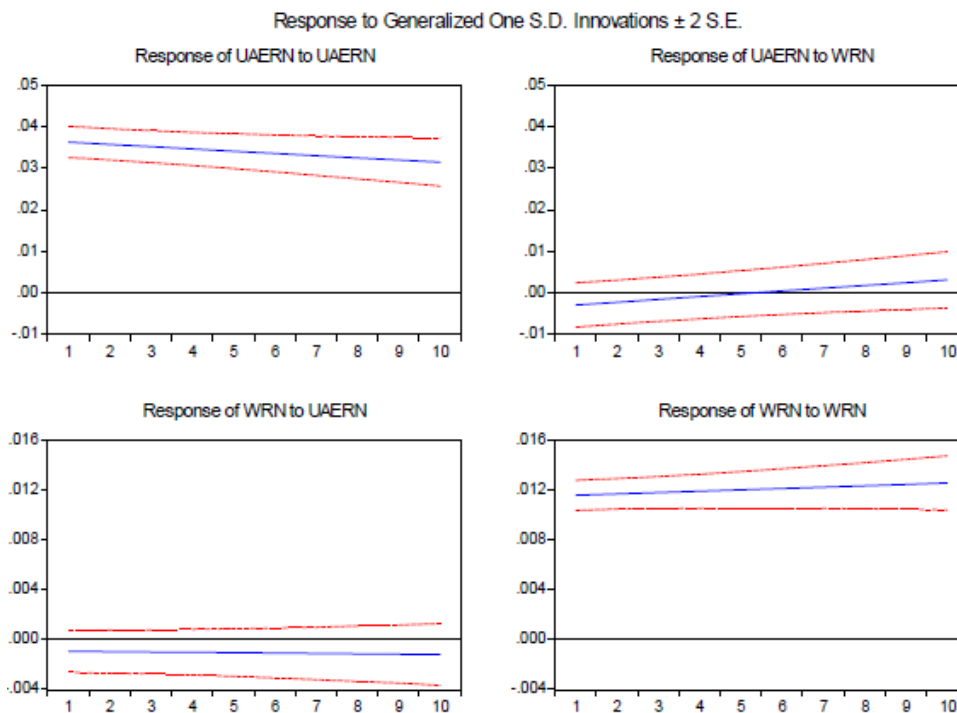 Response to Generalized One S.D. Innovations ± 2 S.E.
Response of UAERN to UAERN
.05
.04
.03
.02
.01
.00
-.01
1 2 3 4 5 6 7 8 9 10
Response of UAERN to WRN
.05
.04
.03
.02
.01
.00
-.01
1 2 3 4 5 6 7 8 9 10
Response of WRN to UAERN
.016
.012
.008
.004
.000
-.004
1 2 3 4 5 6 7 8 9 10
Response of WRN to WRN
.016
.012
.008
.004
.000
-.004
1 2 3 4 5 6 7 8 9 10